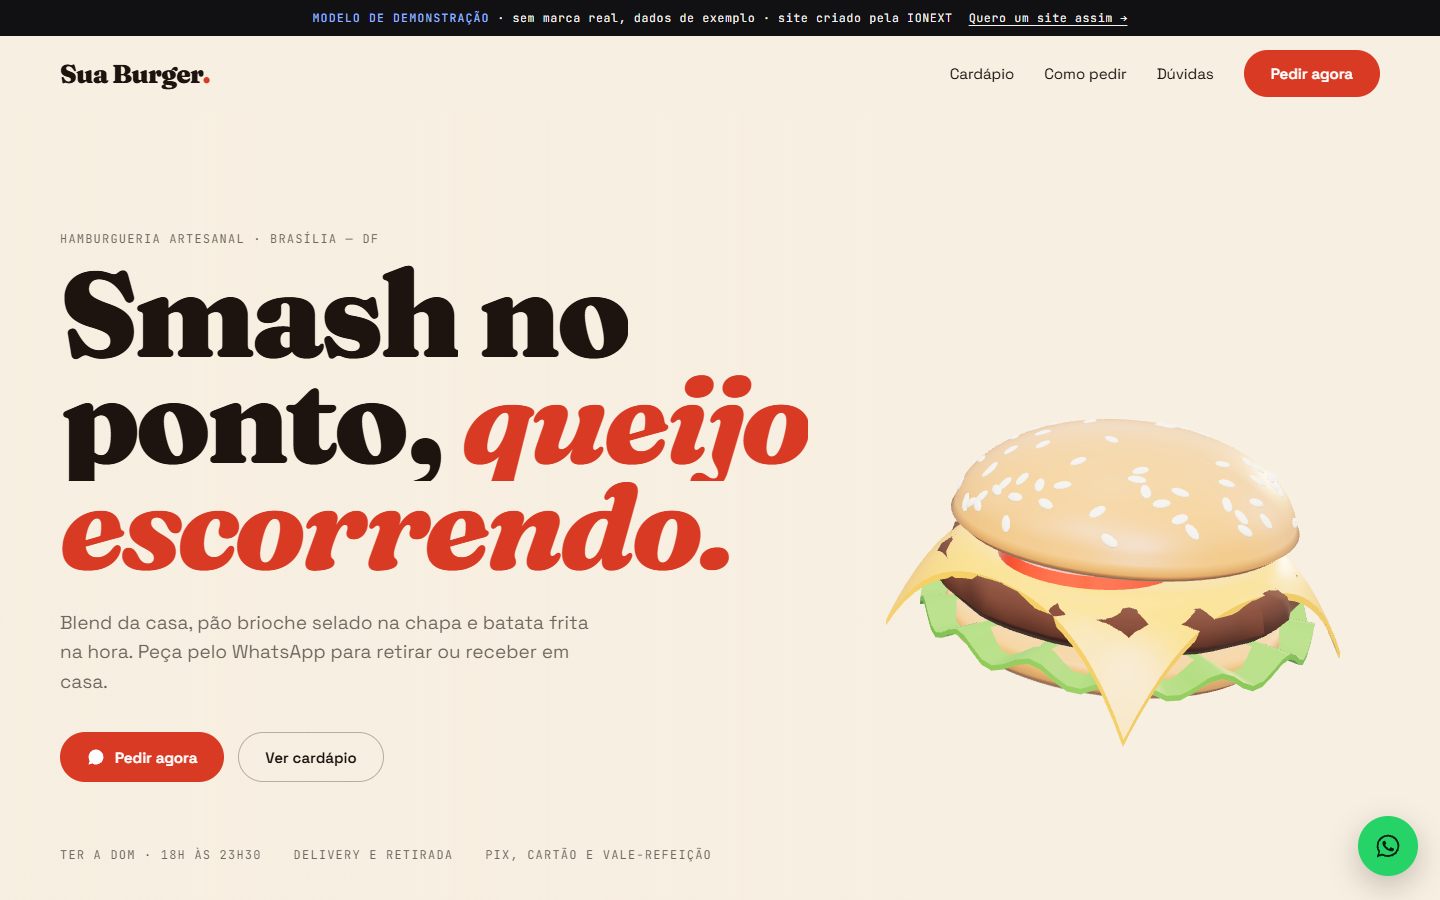 MODELO DE DEMONSTRAÇÃO · sem marca real, dados de exemplo · site criado pela IONEXT Quero um site assim →
Sua Burger.
Cardápio Como pedir Dúvidas Pedir agora
HAMBURGUERIA ARTESANAL · BRASÍLIA — DF
Smash no
ponto, queijo
escorrendo.
Blend da casa, pão brioche selado na chapa e batata frita
na hora. Peça pelo WhatsApp para retirar ou receber em
casa.
Pedir agora Ver cardápio
TER A DOM · 18H ÀS 23H30 DELIVERY E RETIRADA PIX, CARTÃO E VALE-REFEIÇÃO